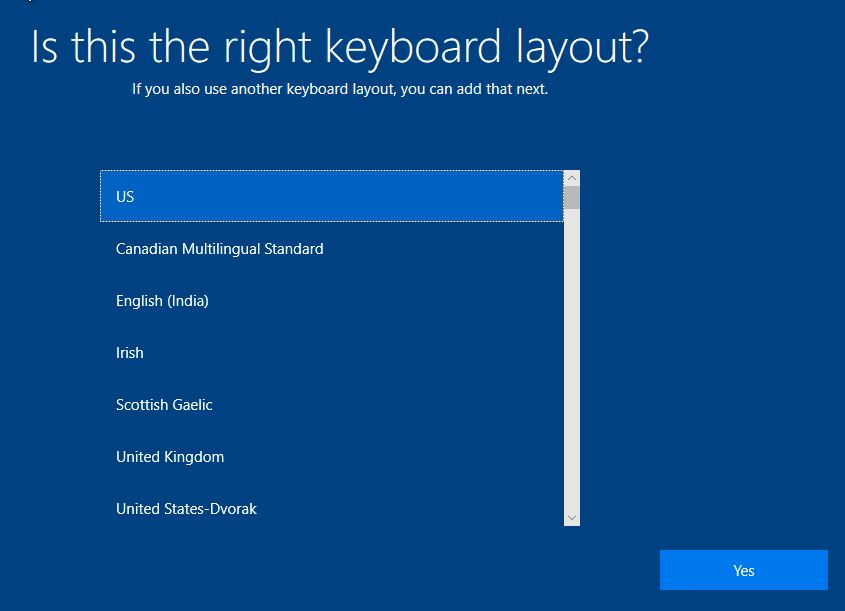 Is this the right keyboard layout?
If you also use another keyboard layout, you can add that next.
US
Canadian Multilingual Standard
English (India)
Irish
Scottish Gaelic
United Kingdom
United States-Dvorak
Yes